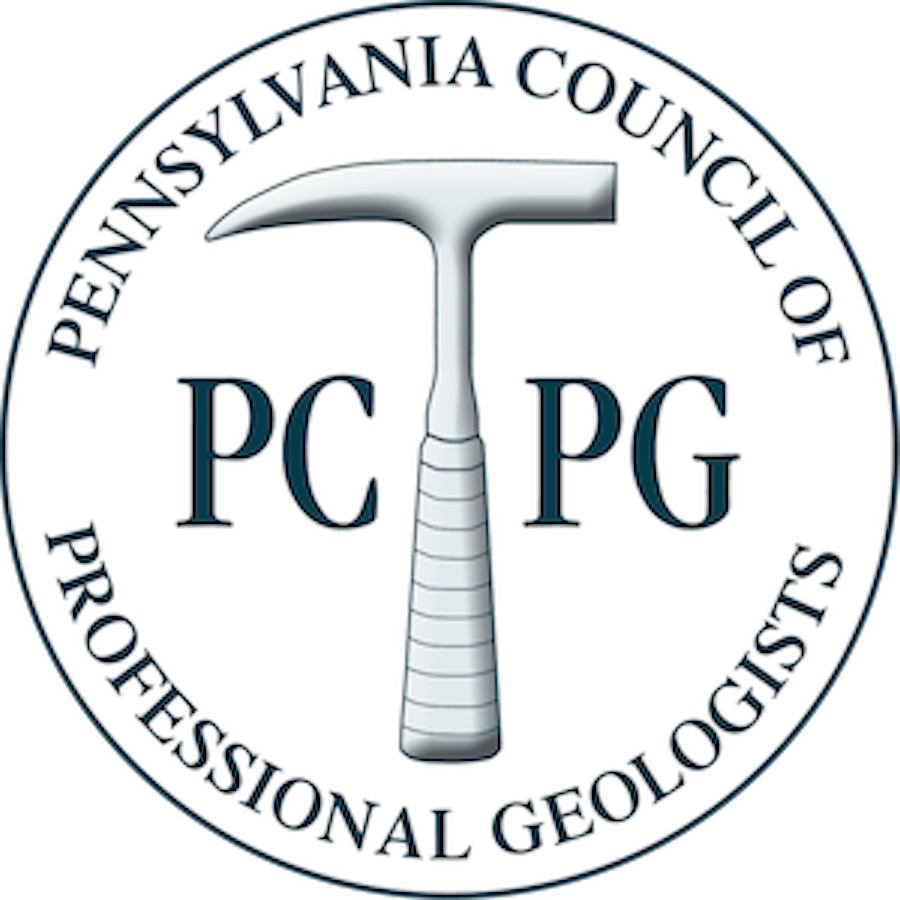 PENNSYLVANIA COUNCIL OF
PC PG
PROFESSIONAL GEOLOGISTS